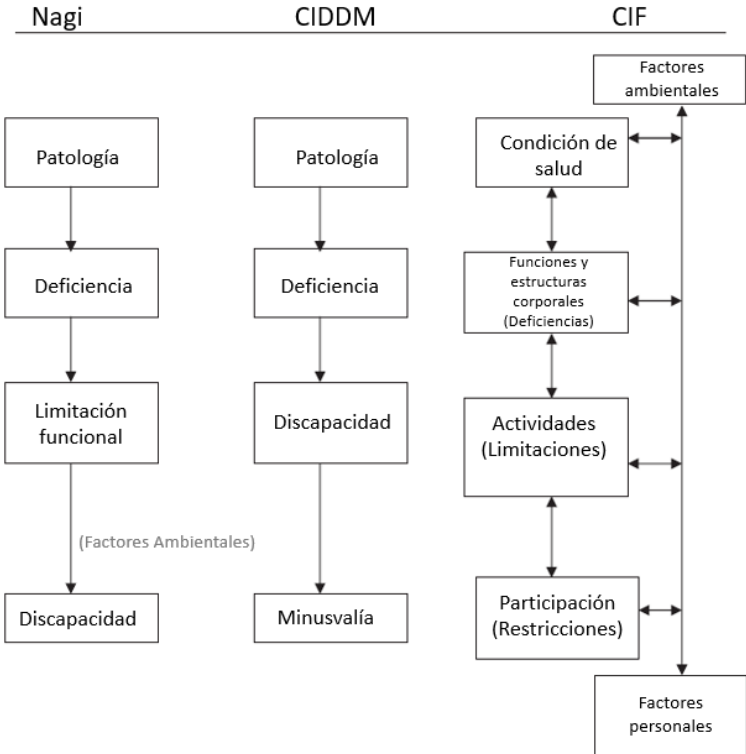 Nagi
CIDDM
CIF
Patología
Deficiencia
Limitación
funcional
(Factores Ambientales)
Discapacidad
Patología
Deficiencia
Discapacidad
Minusvalía
Factores
ambientales
Condición de
salud
Funciones y
estructuras
corporales
(Deficiencias)
Actividades
(Limitaciones)
Participación
(Restricciones)
Factores
personales